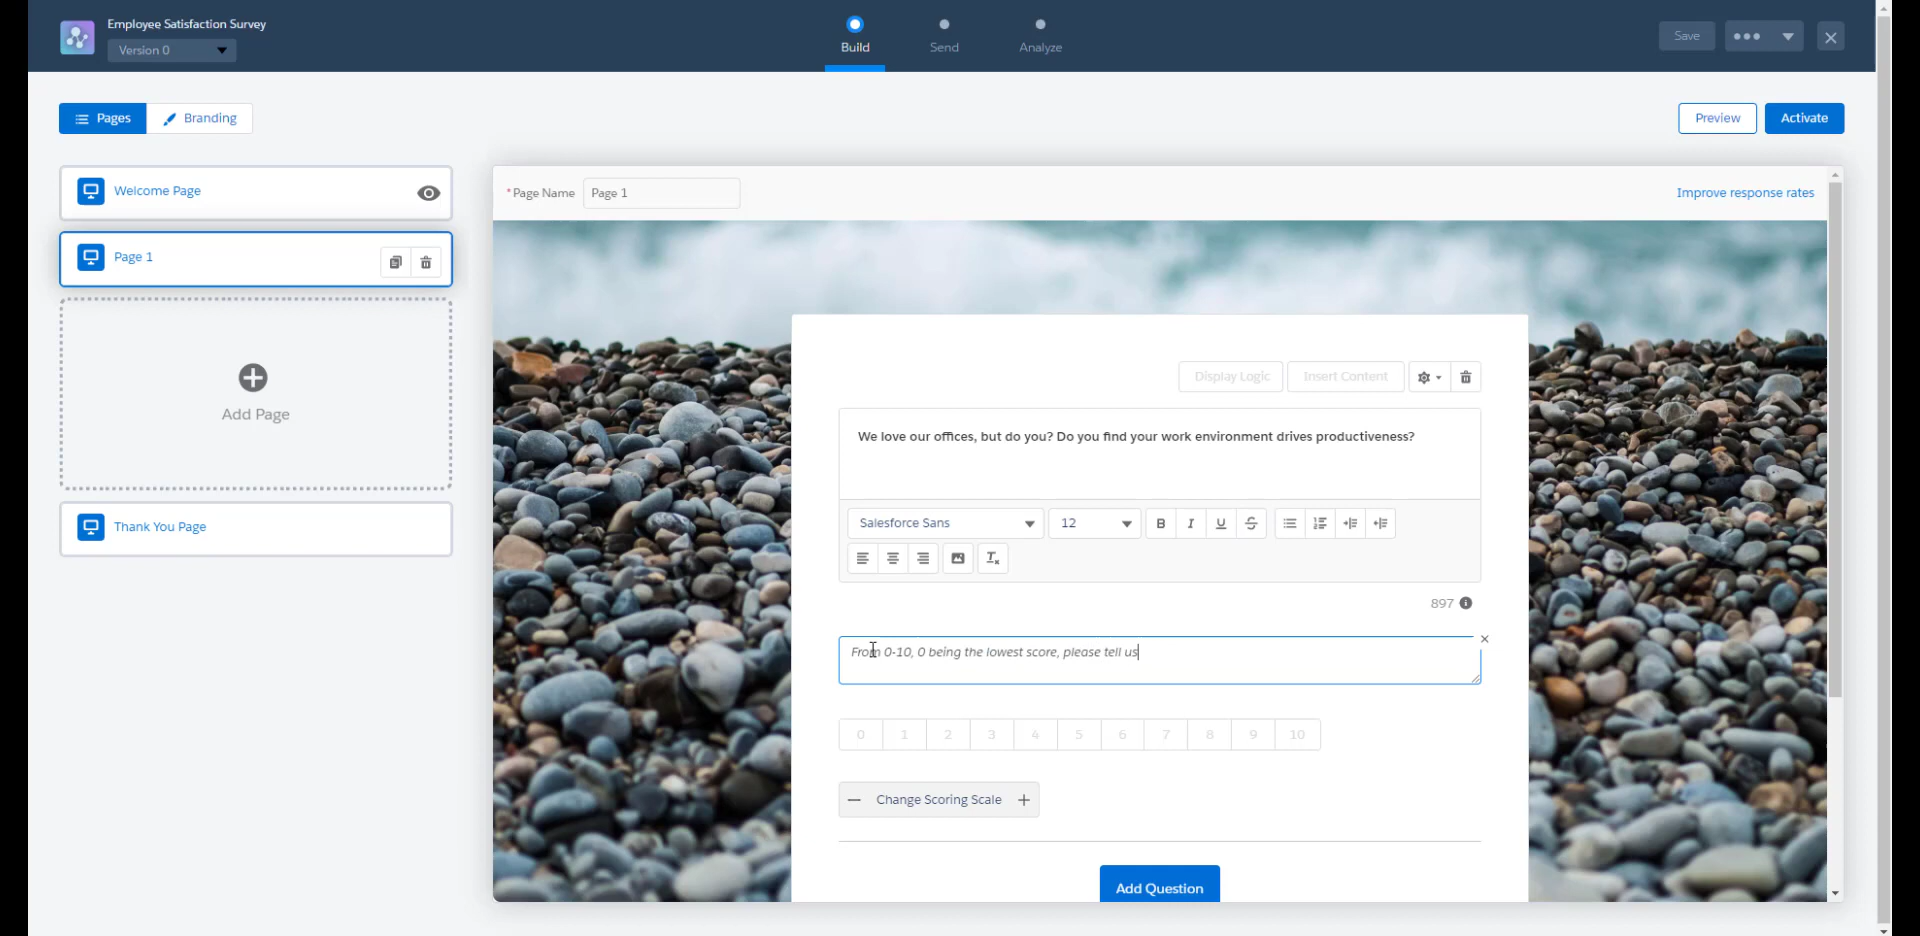 Employee Satisfaction Survey
Version 0
Build
Send
Analyze
Save
Pages
Branding
Preview
Activate
Welcome Page
*Page Name
Page 1
Improve response rates
Page 1
Add Page
Thank You Page
Display Logic
Insert Content
We love our offices, but do you? Do you find your work environment drives productiveness?
Salesforce Sans
12
B I U S
897
From 0-10, 0 being the lowest score, please tell us
0 1 2 3 4 5 6 7 8 9 10
Change Scoring Scale
Add Question